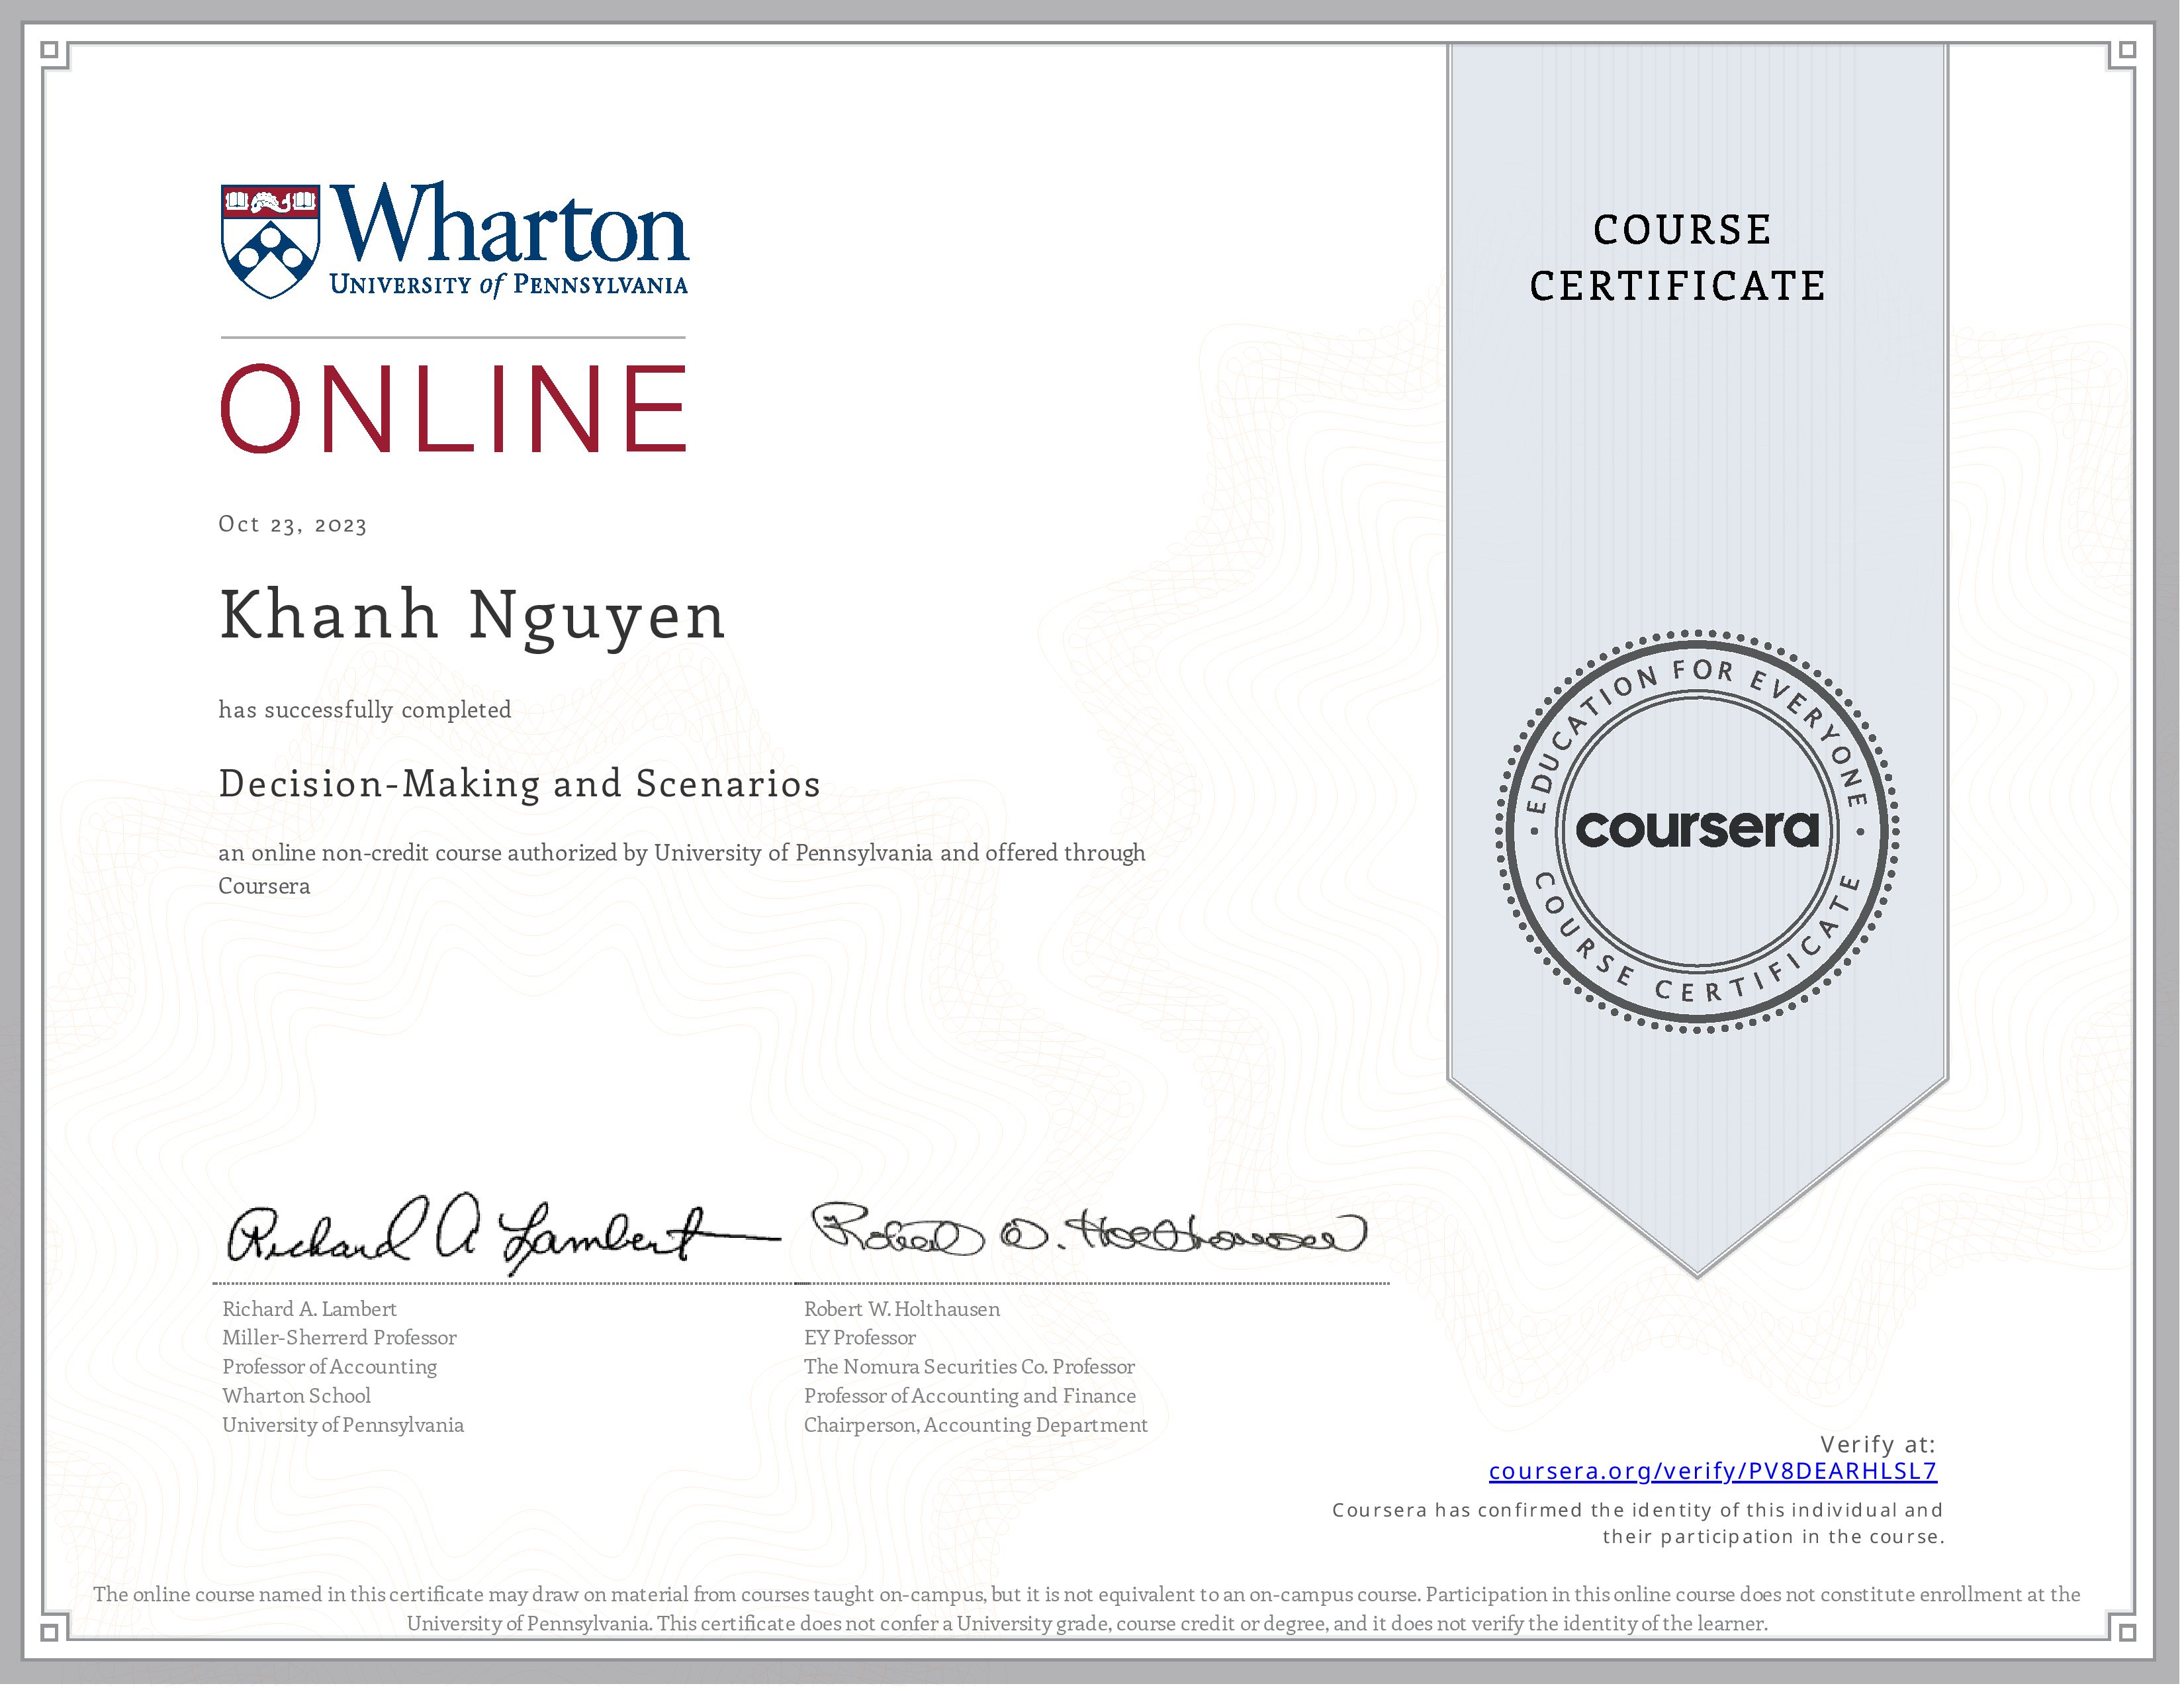 Wharton
UNIVERSITY of PENNSYLVANIA
ONLINE
Oct 23, 2023
Khanh Nguyen
has successfully completed
Decision-Making and Scenarios
an online non-credit course authorized by University of Pennsylvania and offered through
Coursera
COURSE
CERTIFICATE
EDUCATION FOR EVERYONE
coursera
COURSE CERTIFICATE
Richard A Lambert
Robert W. Holthausen
Richard A. Lambert
Miller-Sherrerd Professor
Professor of Accounting
Wharton School
University of Pennsylvania
Robert W. Holthausen
EY Professor
The Nomura Securities Co. Professor
Professor of Accounting and Finance
Chairperson, Accounting Department
Verify at:
coursera.org/verify/PV8DEARHLSL7
Coursera has confirmed the identity of this individual and
their participation in the course.
The online course named in this certificate may draw on material from courses taught on-campus, but it is not equivalent to an on-campus course. Participation in this online course does not constitute enrollment at the
University of Pennsylvania. This certificate does not confer a University grade, course credit or degree, and it does not verify the identity of the learner.